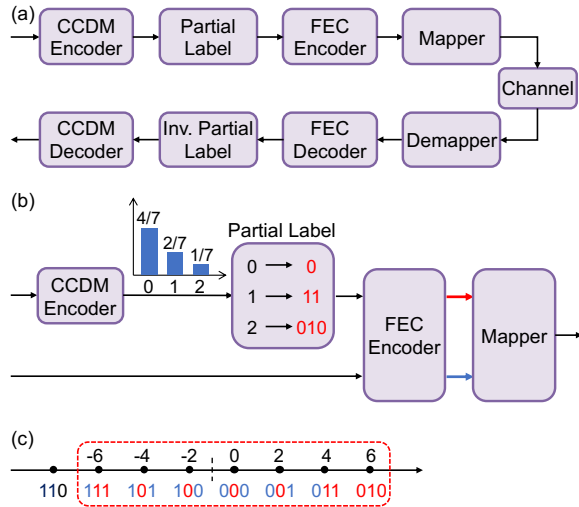 (a)
CCDM Encoder
Partial Label
FEC Encoder
Mapper
Channel
CCDM Decoder
Inv. Partial Label
FEC Decoder
Demapper
(b)
4/7
2/7
1/7
0 1 2
CCDM Encoder
Partial Label
0 0
1 11
2 010
FEC Encoder
Mapper
(c)
-6 -4 -2 0 2 4 6
110 111 101 100 000 001 011 010